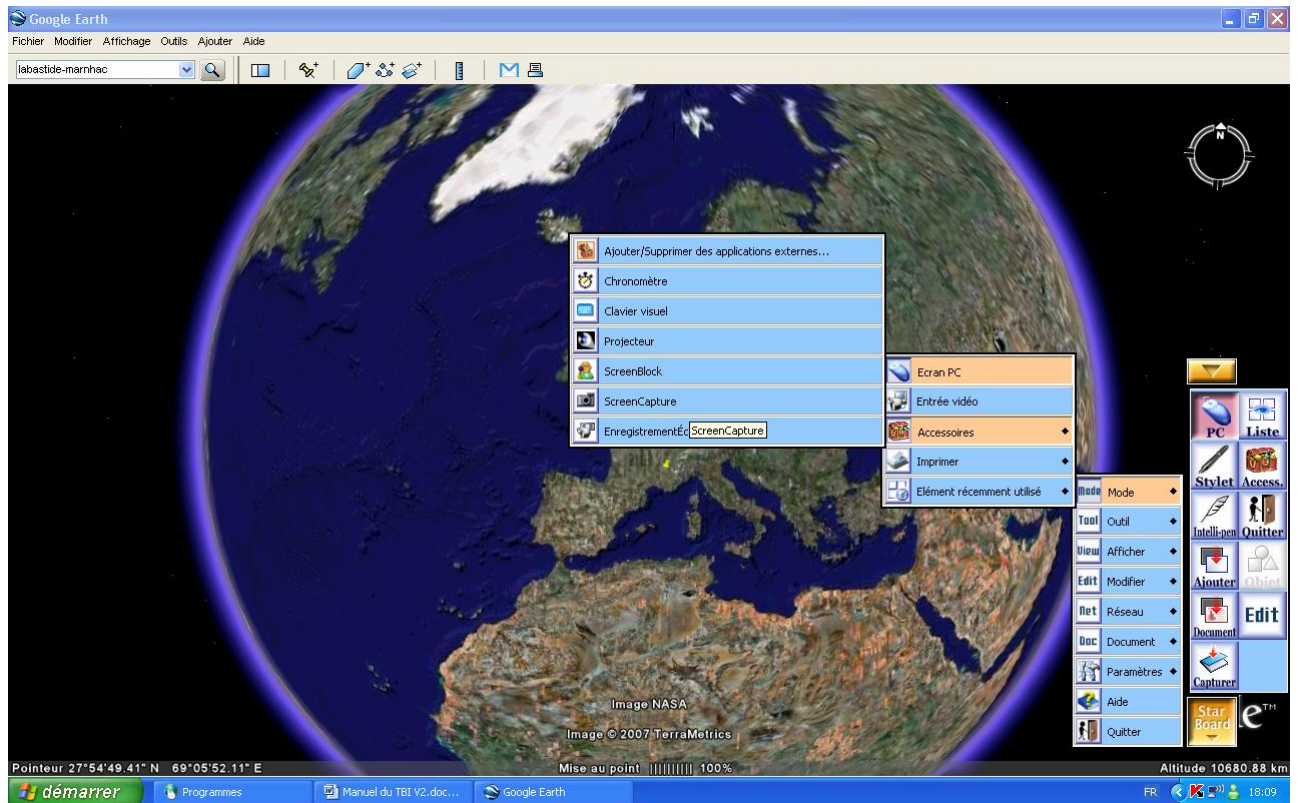 Google Earth
Fichier Modifier Affichage Outils Ajouter Aide
labastide-marnhac
N
Ajouter/Supprimer des applications externes...
Chronomètre
Clavier visuel
Projecteur
ScreenBlock
ScreenCapture
EnregistrementÉc
ScreenCapture
Ecran PC
Entrée vidéo
Accessoires
Imprimer
Elément récemment utilisé
Mode Mode
Tool Outil
View Afficher
Edit Modifier
Net Réseau
Doc Document
Paramètres
Aide
Quitter
PC Liste
Stylet Access.
Intelli-pen Quitter
Ajouter Objet
Document Edit
Capturer
Star Board
e™
Image NASA
Image © 2007 TerraMetrics
Pointeur 27°54'49.41" N 69°05'52.11" E Mise au point |||||||||| 100% Altitude 10680.88 km
démarrer Programmes Manuel du TBI V2.doc... Google Earth FR 18:09